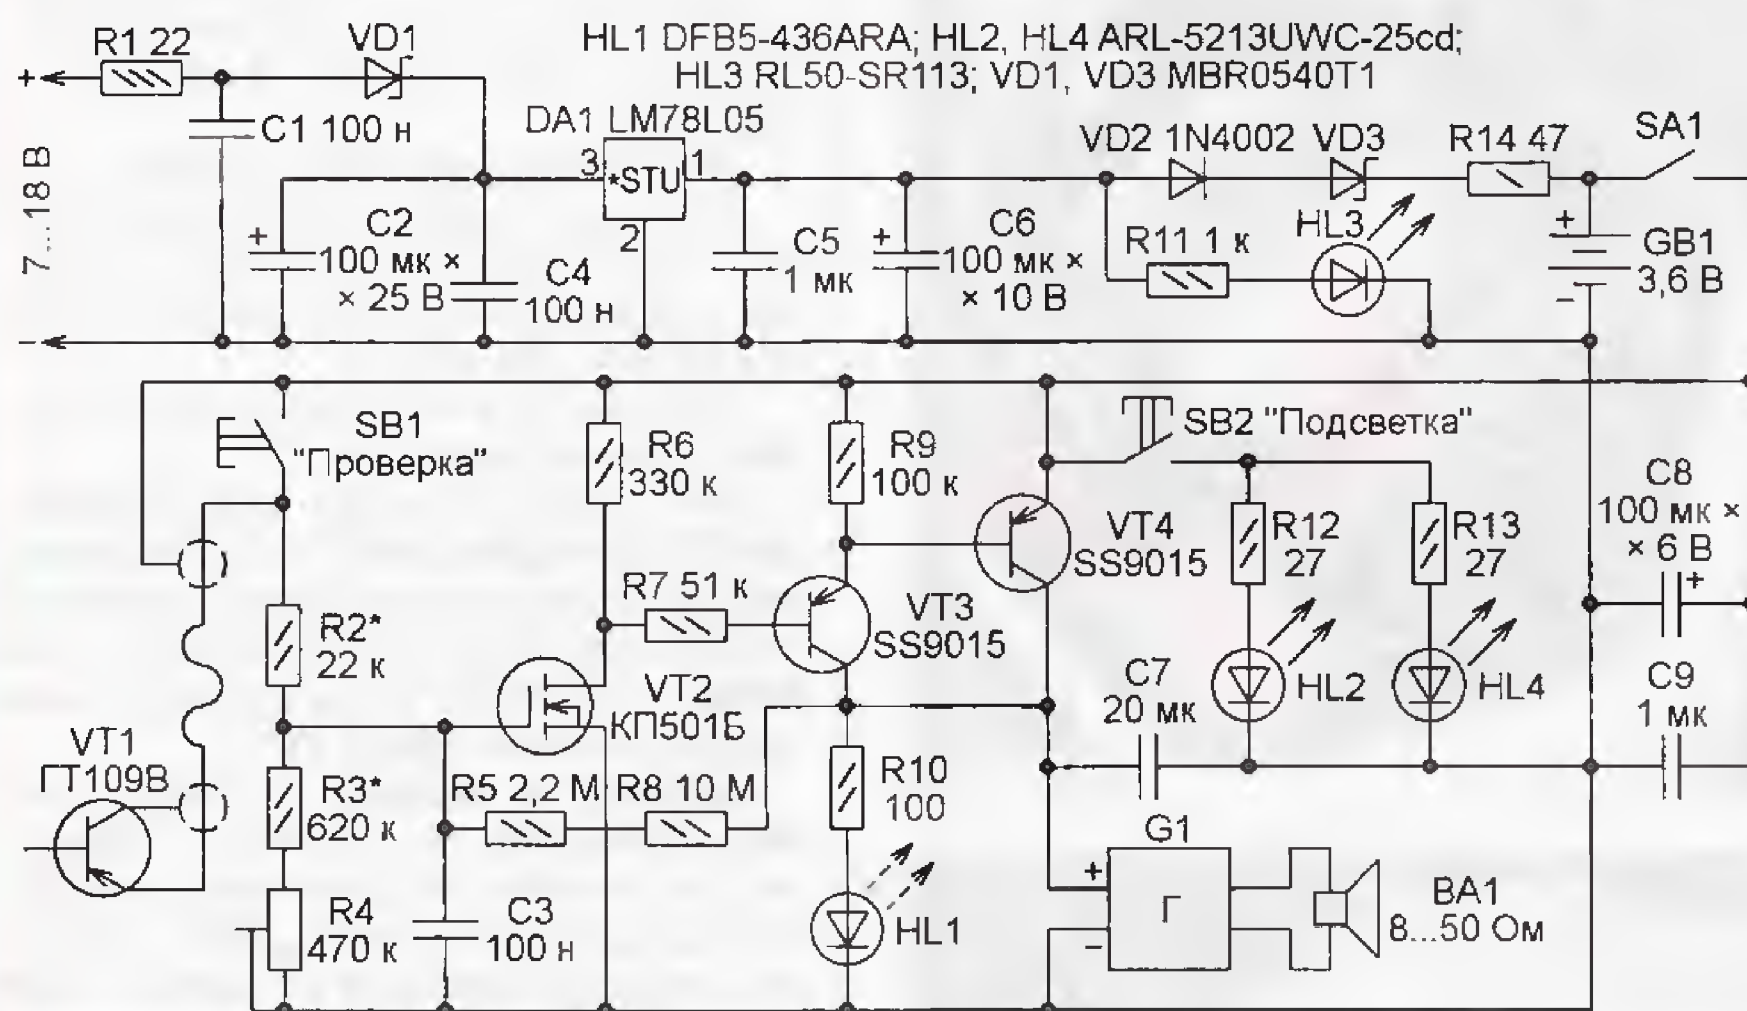 R1 22
VD1
HL1 DFB5-436ARA; HL2, HL4 ARL-5213UWC-25cd;
HL3 RL50-SR113; VD1, VD3 MBR0540T1
+
C1 100 н
DA1 LM78L05
3
*STU
1
2
VD2 1N4002
VD3
R14 47
SA1
7...18 В
+
C2
100 мк ×
× 25 В
C4
100 н
C5
1 мк
+
C6
100 мк ×
× 10 В
R11 1 к
HL3
+
GB1
3,6 В
−
−
SB1
"Проверка"
R6
330 к
R9
100 к
SB2 "Подсветка"
C8
100 мк ×
× 6 В
+
VT4
SS9015
R12
27
R13
27
R7 51 к
VT3
SS9015
R2*
22 к
VT2
КП501Б
C7
20 мк
HL2
HL4
C9
1 мк
VT1
ГТ109В
R3*
620 к
R5 2,2 М
R8 10 М
R10
100
G1
+
Г
−
BA1
8...50 Ом
R4
470 к
C3
100 н
HL1